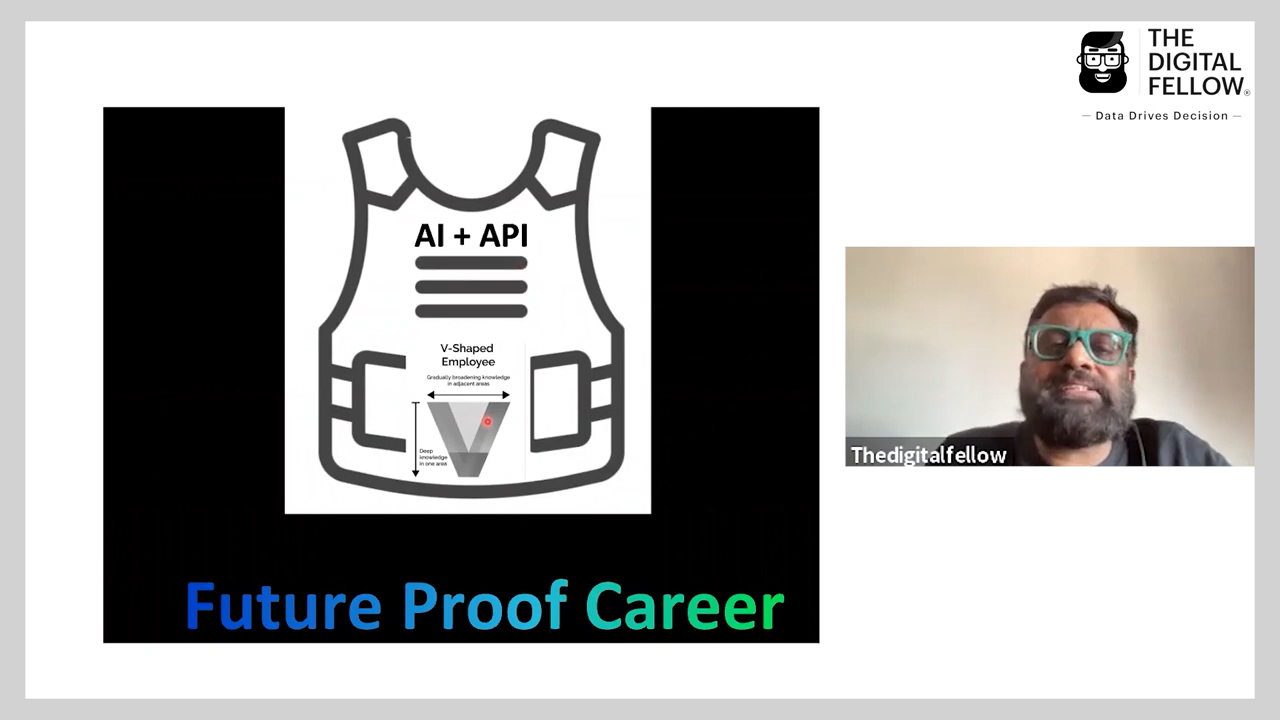 THE
DIGITAL
FELLOW®
— Data Drives Decision —
AI + API
V-Shaped
Employee
Gradually broadening knowledge
in adjacent areas
Deep
knowledge
in one area
Thedigitalfellow
Future Proof Career